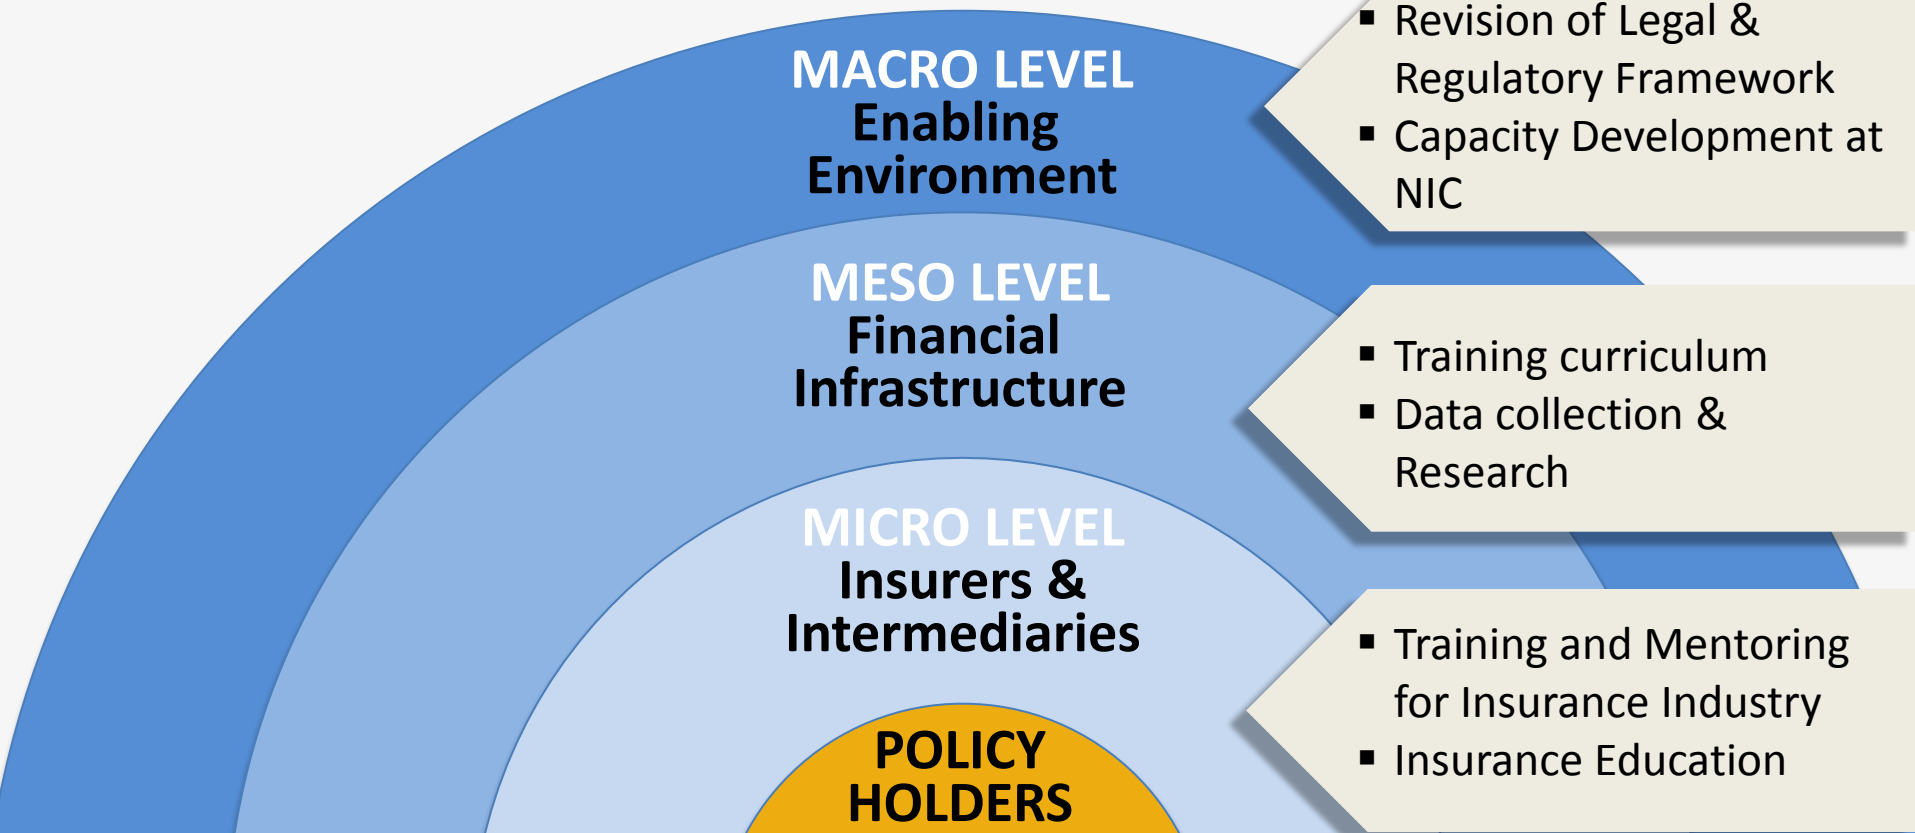 MACRO LEVEL
Enabling
Environment
▪ Revision of Legal &
Regulatory Framework
▪ Capacity Development at
NIC
MESO LEVEL
Financial
Infrastructure
▪ Training curriculum
▪ Data collection &
Research
MICRO LEVEL
Insurers &
Intermediaries
▪ Training and Mentoring
for Insurance Industry
▪ Insurance Education
POLICY
HOLDERS